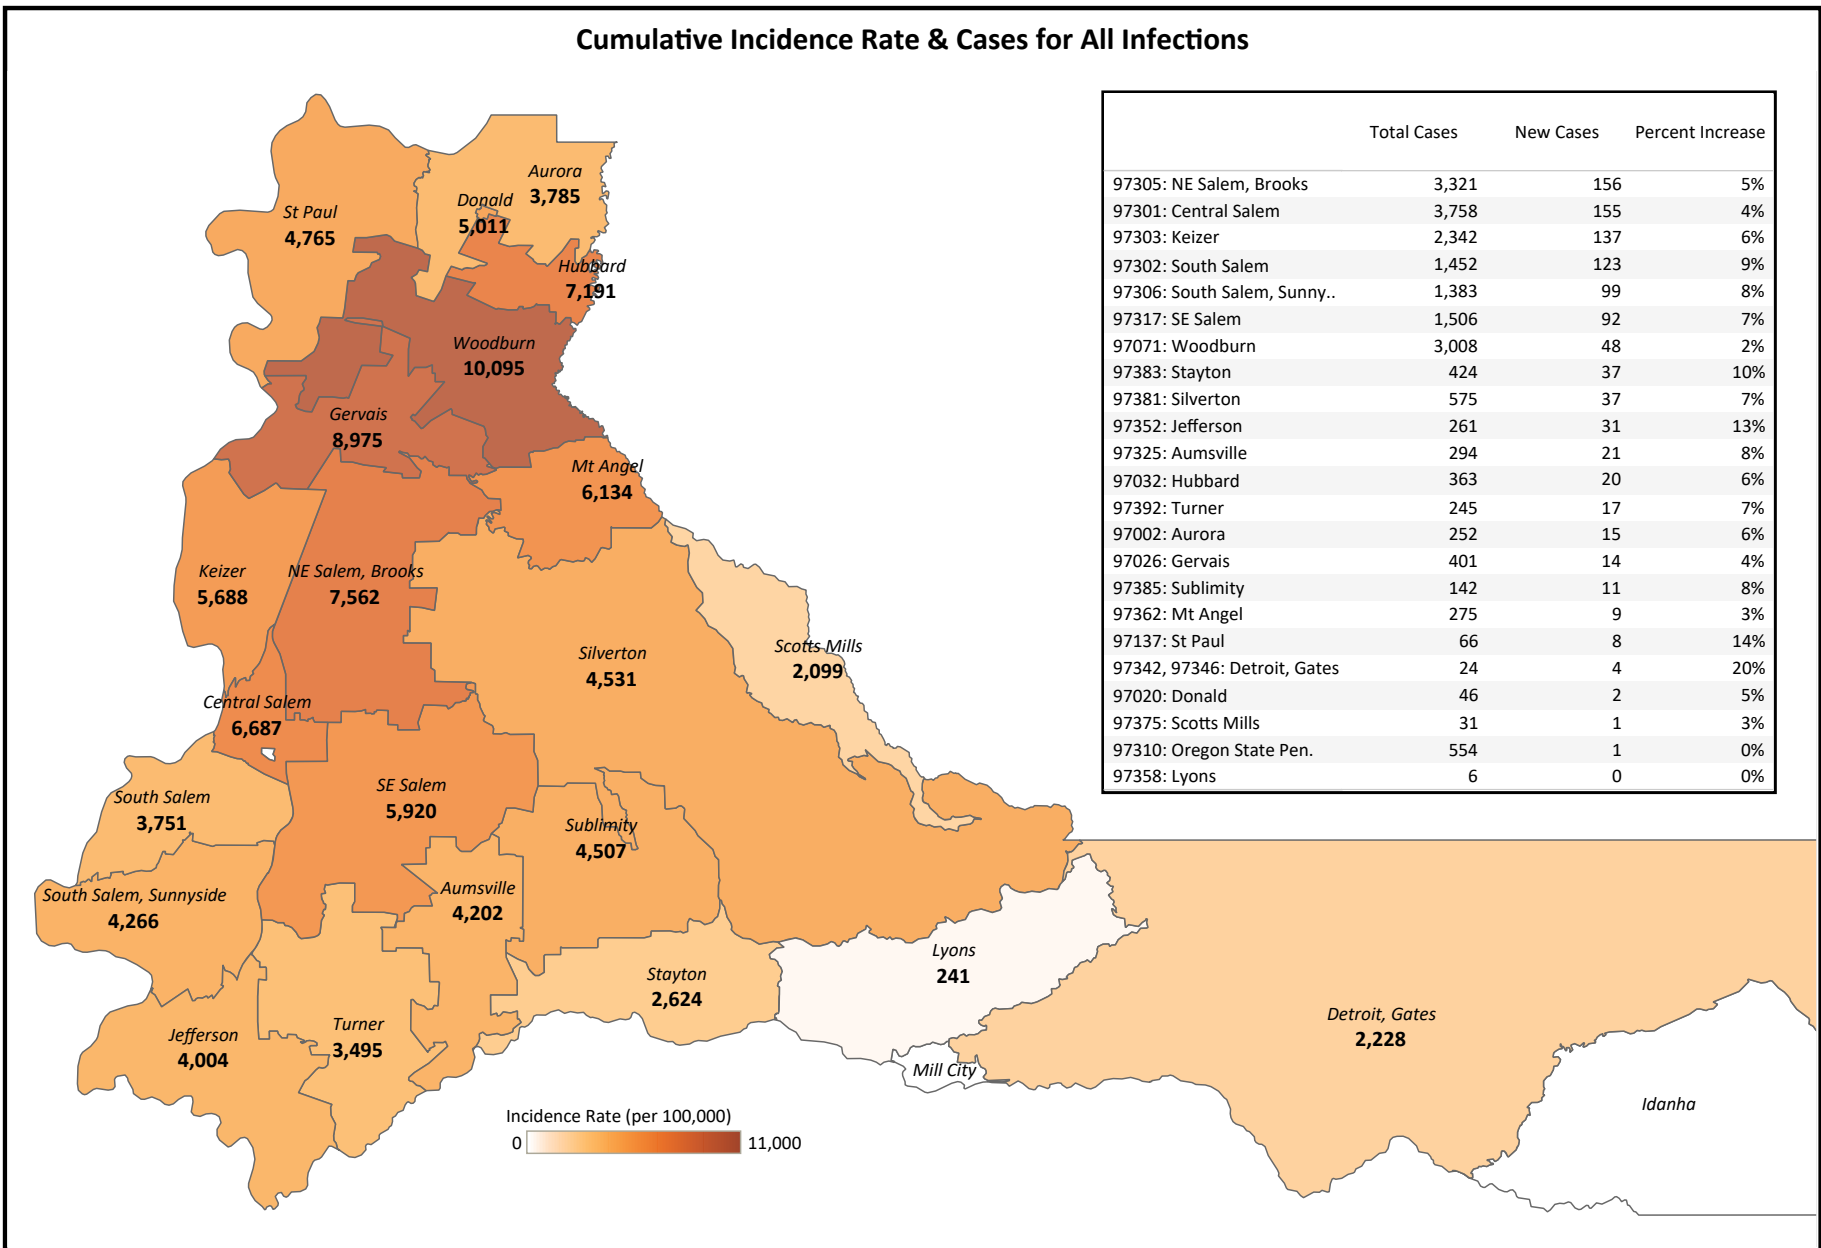 Cumulative Incidence Rate & Cases for All Infections
Total Cases New Cases Percent Increase
97305: NE Salem, Brooks 3,321 156 5%
97301: Central Salem 3,758 155 4%
97303: Keizer 2,342 137 6%
97302: South Salem 1,452 123 9%
97306: South Salem, Sunny.. 1,383 99 8%
97317: SE Salem 1,506 92 7%
97071: Woodburn 3,008 48 2%
97383: Stayton 424 37 10%
97381: Silverton 575 37 7%
97352: Jefferson 261 31 13%
97325: Aumsville 294 21 8%
97032: Hubbard 363 20 6%
97392: Turner 245 17 7%
97002: Aurora 252 15 6%
97026: Gervais 401 14 4%
97385: Sublimity 142 11 8%
97362: Mt Angel 275 9 3%
97137: St Paul 66 8 14%
97342, 97346: Detroit, Gates 24 4 20%
97020: Donald 46 2 5%
97375: Scotts Mills 31 1 3%
97310: Oregon State Pen. 554 1 0%
97358: Lyons 6 0 0%
Aurora
3,785
Donald
5,011
St Paul
4,765
Hubbard
7,191
Woodburn
10,095
Gervais
8,975
Mt Angel
6,134
Keizer
5,688
NE Salem, Brooks
7,562
Scotts Mills
2,099
Silverton
4,531
Central Salem
6,687
SE Salem
5,920
South Salem
3,751
Sublimity
4,507
South Salem, Sunnyside
4,266
Aumsville
4,202
Lyons
241
Stayton
2,624
Detroit, Gates
2,228
Turner
3,495
Jefferson
4,004
Mill City
Idanha
Incidence Rate (per 100,000)
0 11,000